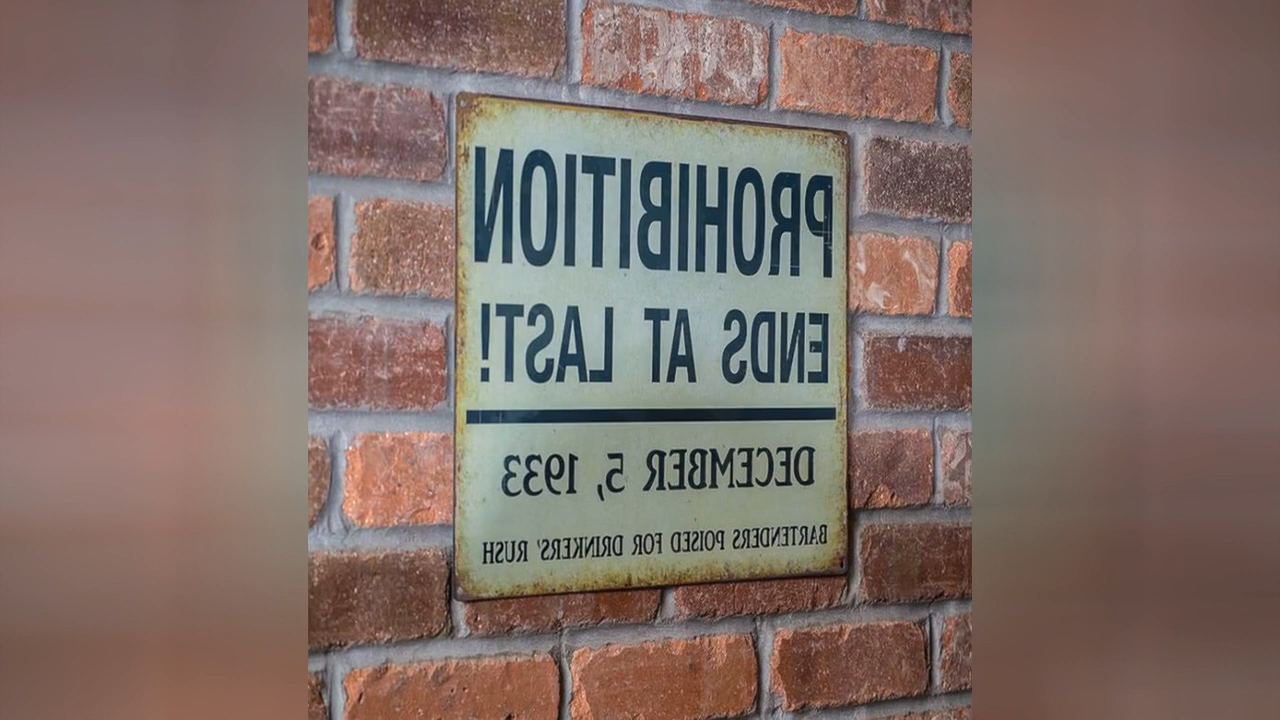 PROHIBITION
ENDS AT LAST!
DECEMBER 5, 1933
BARTENDERS POISED FOR DRINKERS' RUSH